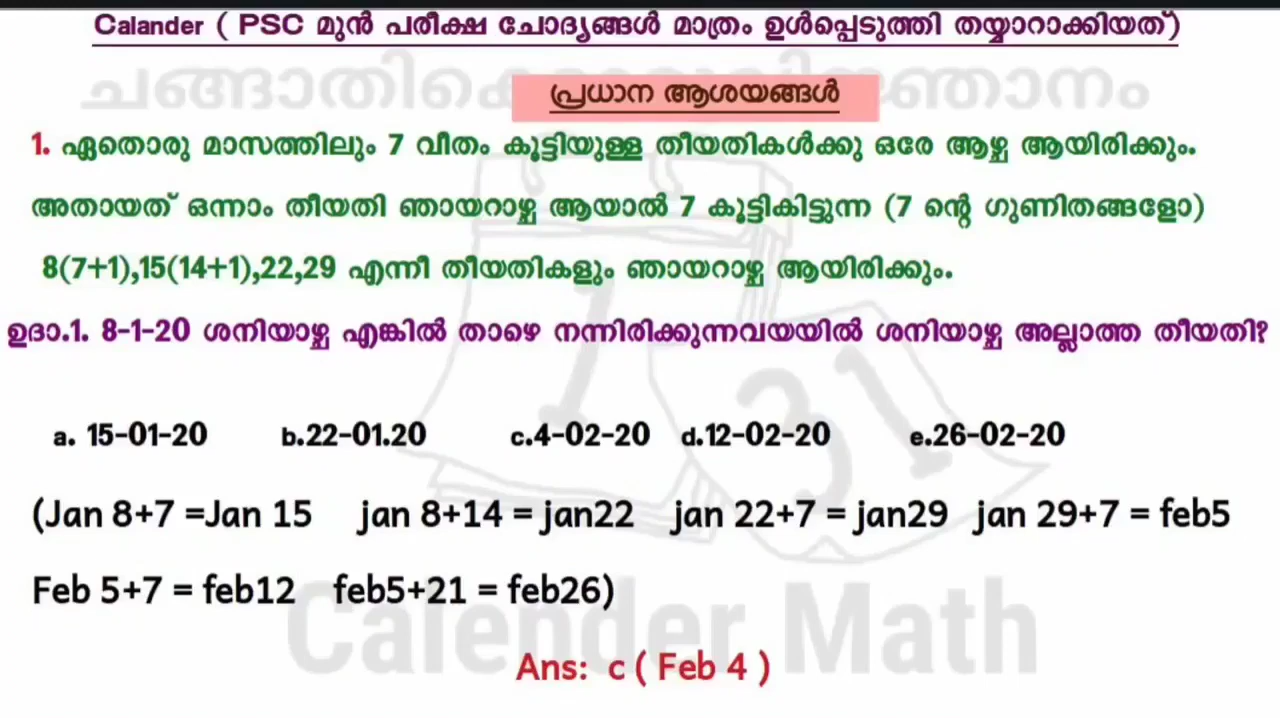 Calander ( PSC മുൻ പരീക്ഷ ചോദ്യങ്ങൾ മാത്രം ഉൾപ്പെടുത്തി തയ്യാറാക്കിയത്)
പ്രധാന ആശയങ്ങൾ
1. ഏതൊരു മാസത്തിലും 7 വീതം കൂട്ടിയുള്ള തീയതികൾക്കു ഒരേ ആഴ്ച ആയിരിക്കും.
അതായത് ഒന്നാം തീയതി ഞായറാഴ്ച ആയാൽ 7 കൂട്ടികിട്ടുന്ന (7 ന്റെ ഗുണിതങ്ങളോ)
8(7+1),15(14+1),22,29 എന്നീ തീയതികളും ഞായറാഴ്ച ആയിരിക്കും.
ഉദാ.1. 8-1-20 ശനിയാഴ്ച എങ്കിൽ താഴെ നന്നിരിക്കുന്നവയയിൽ ശനിയാഴ്ച അല്ലാത്ത തീയതി?
a. 15-01-20 b.22-01.20 c.4-02-20 d.12-02-20 e.26-02-20
(Jan 8+7 =Jan 15 jan 8+14 = jan22 jan 22+7 = jan29 jan 29+7 = feb5
Feb 5+7 = feb12 feb5+21 = feb26)
Calender Math
Ans: c ( Feb 4 )